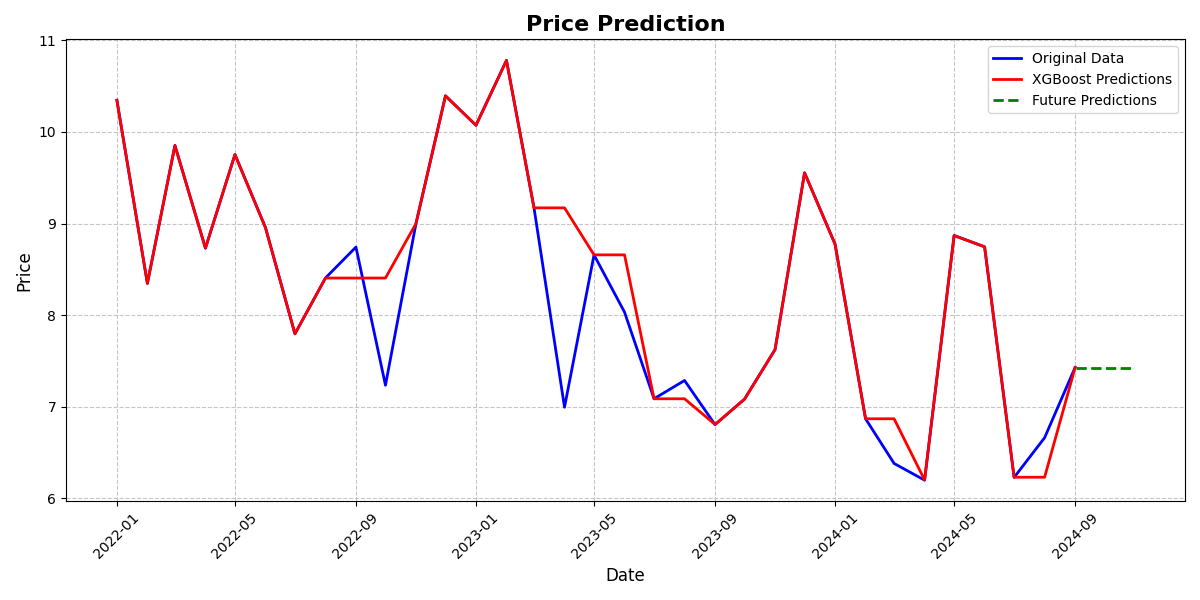 Price Prediction
Original Data
XGBoost Predictions
Future Predictions
Price
11
10
9
8
7
6
2022-01
2022-05
2022-09
2023-01
2023-05
2023-09
2024-01
2024-05
2024-09
Date